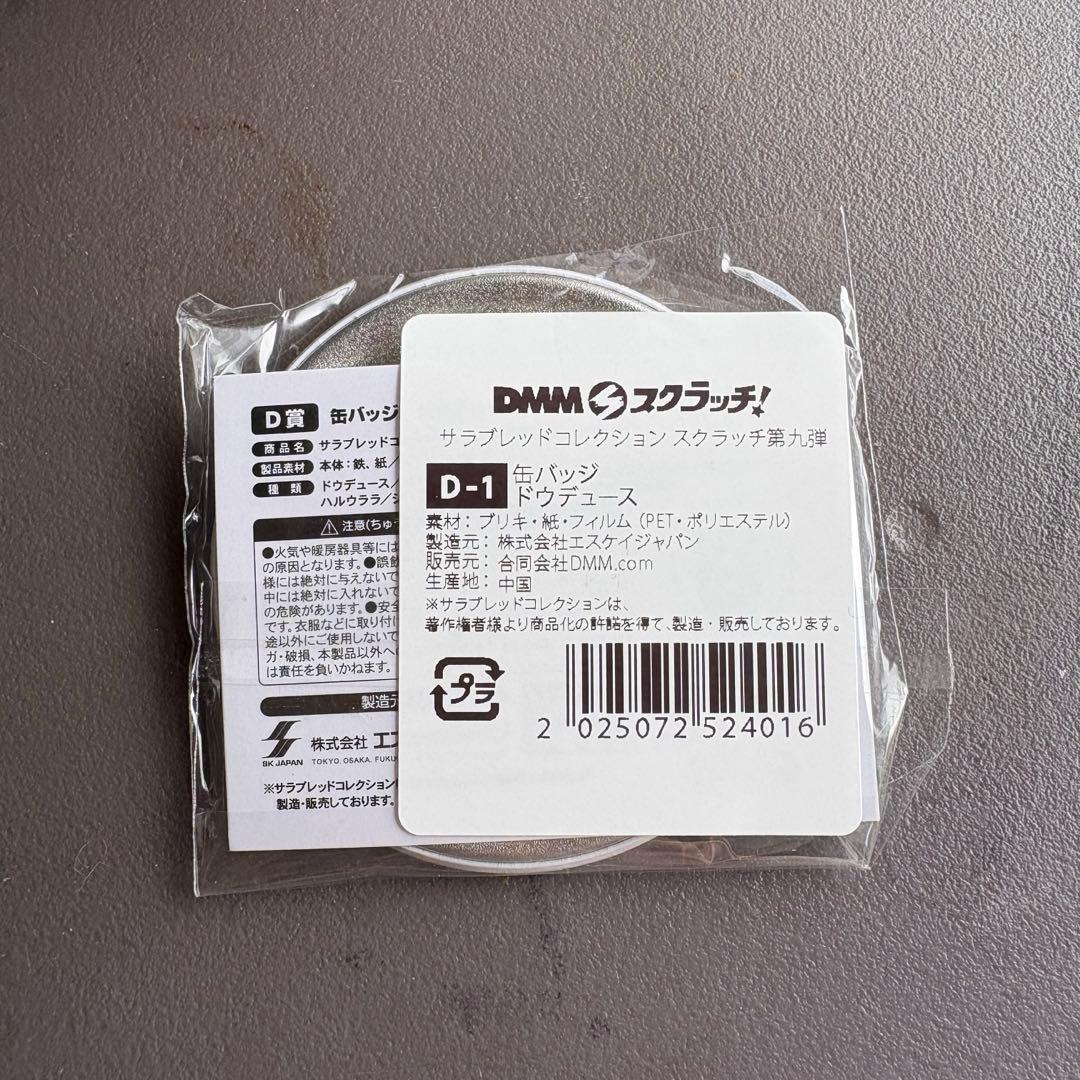 DMMスクラッチ!
サラブレッドコレクション スクラッチ第九弾
D-1 缶バッジ
ドウデュース
素材：ブリキ・紙・フィルム（PET・ポリエステル）
製造元：株式会社エスケイジャパン
販売元：合同会社DMM.com
生産地：中国
※サラブレッドコレクションは、
著作権者様より商品化の許諾を得て、製造・販売しております。
プラ
2 025072 524016
D賞 缶バッジ
商品名 サラブレッドコ
製品素材 本体：鉄、紙／
種類 ドウデュース／
ハルウララ／
注意(ちゅ
●火気や暖房器具等には
の原因となります。●誤飲
様には絶対に与えないで
中には絶対に入れないで
の危険があります。●安全
です。衣服などに取り付け
途以外にご使用しないで
ガ・破損、本製品以外への
は責任を負いかねます。
製造元
SK JAPAN
株式会社 エス
TOKYO. OSAKA. FUKU
※サラブレッドコレクション
製造・販売しております。